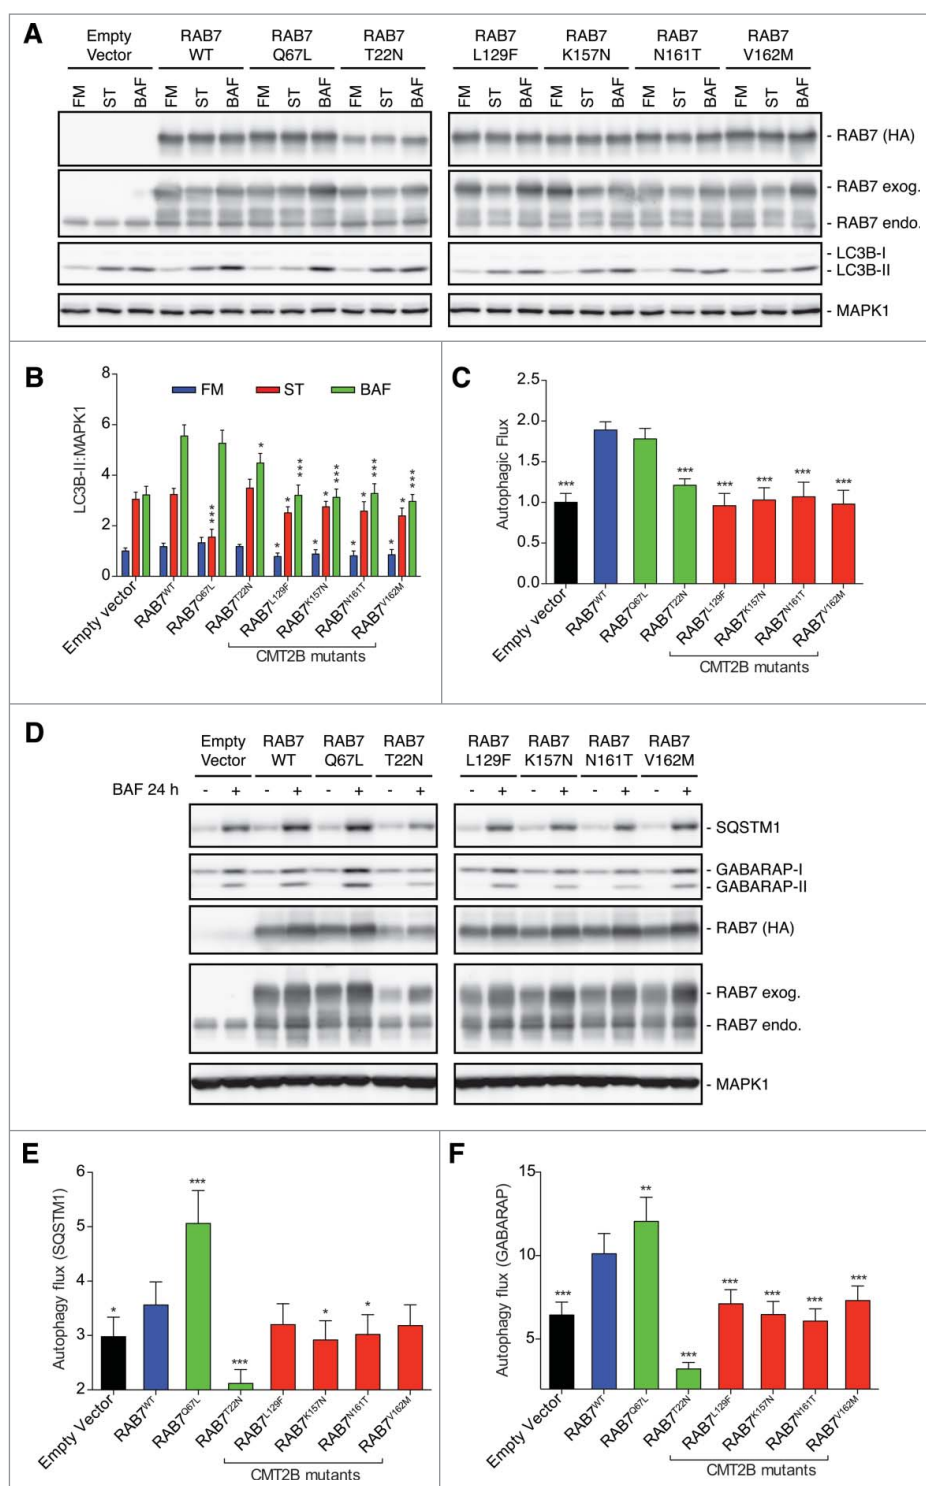 A
Empty Vector
RAB7 WT
RAB7 Q67L
RAB7 T22N
RAB7 L129F
RAB7 K157N
RAB7 N161T
RAB7 V162M
FM ST BAF FM ST BAF FM ST BAF FM ST BAF FM ST BAF FM ST BAF FM ST BAF FM ST BAF
- RAB7 (HA)
- RAB7 exog.
- RAB7 endo.
- LC3B-I
- LC3B-II
- MAPK1
B
LC3B-II:MAPK1
8
6
4
2
0
FM ST BAF
*** * * * *** * * *** * * *** * * ***
Empty vector
RAB7WT
RAB7Q67L
RAB7T22N
RAB7L129F
RAB7K157N
RAB7N161T
RAB7V162M
CMT2B mutants
C
Autophagic Flux
2.5
2.0
1.5
1.0
0.5
0.0
*** *** *** *** *** ***
Empty vector
RAB7WT
RAB7Q67L
RAB7T22N
RAB7L129F
RAB7K157N
RAB7N161T
RAB7V162M
CMT2B mutants
D
Empty Vector
RAB7 WT
RAB7 Q67L
RAB7 T22N
RAB7 L129F
RAB7 K157N
RAB7 N161T
RAB7 V162M
BAF 24 h - + - + - + - + - + - + - + - +
- SQSTM1
- GABARAP-I
- GABARAP-II
- RAB7 (HA)
- RAB7 exog.
- RAB7 endo.
- MAPK1
E
Autophagy flux (SQSTM1)
6
5
4
3
2
* *** *** * *
Empty Vector
RAB7WT
RAB7Q67L
RAB7T22N
RAB7L129F
RAB7K157N
RAB7N161T
RAB7V162M
CMT2B mutants
F
Autophagy flux (GABARAP)
15
10
5
*** ** *** *** *** *** ***
Empty Vector
RAB7WT
RAB7Q67L
RAB7T22N
RAB7L129F
RAB7K157N
RAB7N161T
RAB7V162M
CMT2B mutants